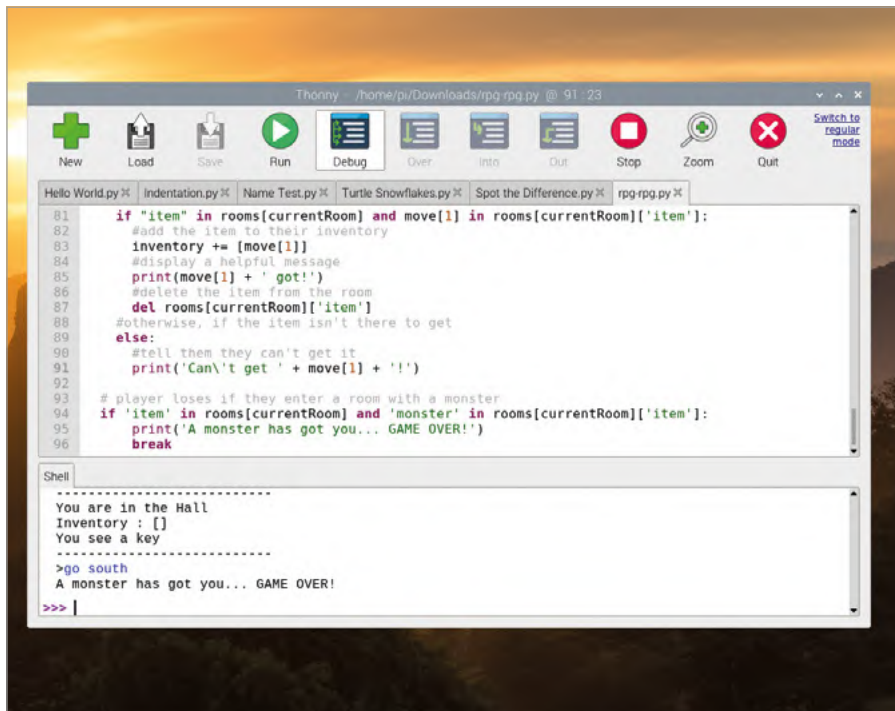 Thonny - /home/pi/Downloads/rpg-rpg.py @ 91 : 23
New Load Save Run Debug Over Into Out Stop Zoom Quit
Switch to
regular
mode
Hello World.py Indentation.py Name Test.py Turtle Snowflakes.py Spot the Difference.py rpg-rpg.py
81 if "item" in rooms[currentRoom] and move[1] in rooms[currentRoom]['item']:
82 #add the item to their inventory
83 inventory += [move[1]]
84 #display a helpful message
85 print(move[1] + ' got!')
86 #delete the item from the room
87 del rooms[currentRoom]['item']
88 #otherwise, if the item isn't there to get
89 else:
90 #tell them they can't get it
91 print('Can\'t get ' + move[1] + '!')
92
93 # player loses if they enter a room with a monster
94 if 'item' in rooms[currentRoom] and 'monster' in rooms[currentRoom]['item']:
95 print('A monster has got you... GAME OVER!')
96 break
Shell
---------------------------
You are in the Hall
Inventory : []
You see a key
---------------------------
>go south
A monster has got you... GAME OVER!
>>>